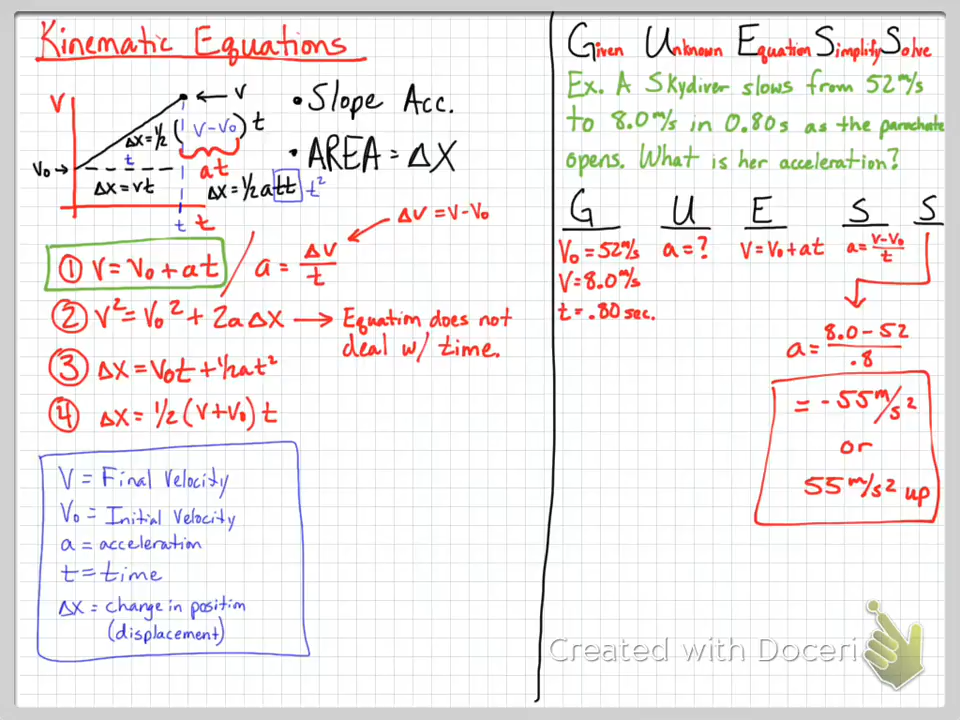 Kinematic Equations
V
← V
Δx = 1/2 (V-V₀) t
t
at
V₀ →
Δx = vt
Δx = 1/2 a tt t²
t t
• Slope Acc.
• AREA = ΔX
ΔV = V-V₀
① V = V₀ + at / a = ΔV/t
② V² = V₀² + 2a ΔX → Equation does not
deal w/ time.
③ ΔX = V₀t + 1/2at²
④ ΔX = 1/2 (V+V₀) t
V = Final Velocity
V₀ = Initial Velocity
a = acceleration
t = time
ΔX = change in position
(displacement)
Given Unknown Equation Simplify Solve
Ex. A Skydiver slows from 52 m/s
to 8.0 m/s in 0.80s as the parachute
opens. What is her acceleration?
G U E S S
V₀ = 52 m/s a = ? V = V₀ + at a = V-V₀/t
V = 8.0 m/s
t = .80 sec.
a = 8.0 - 52/.8
= -55 m/s²
or
55 m/s² up
Created with Doceri